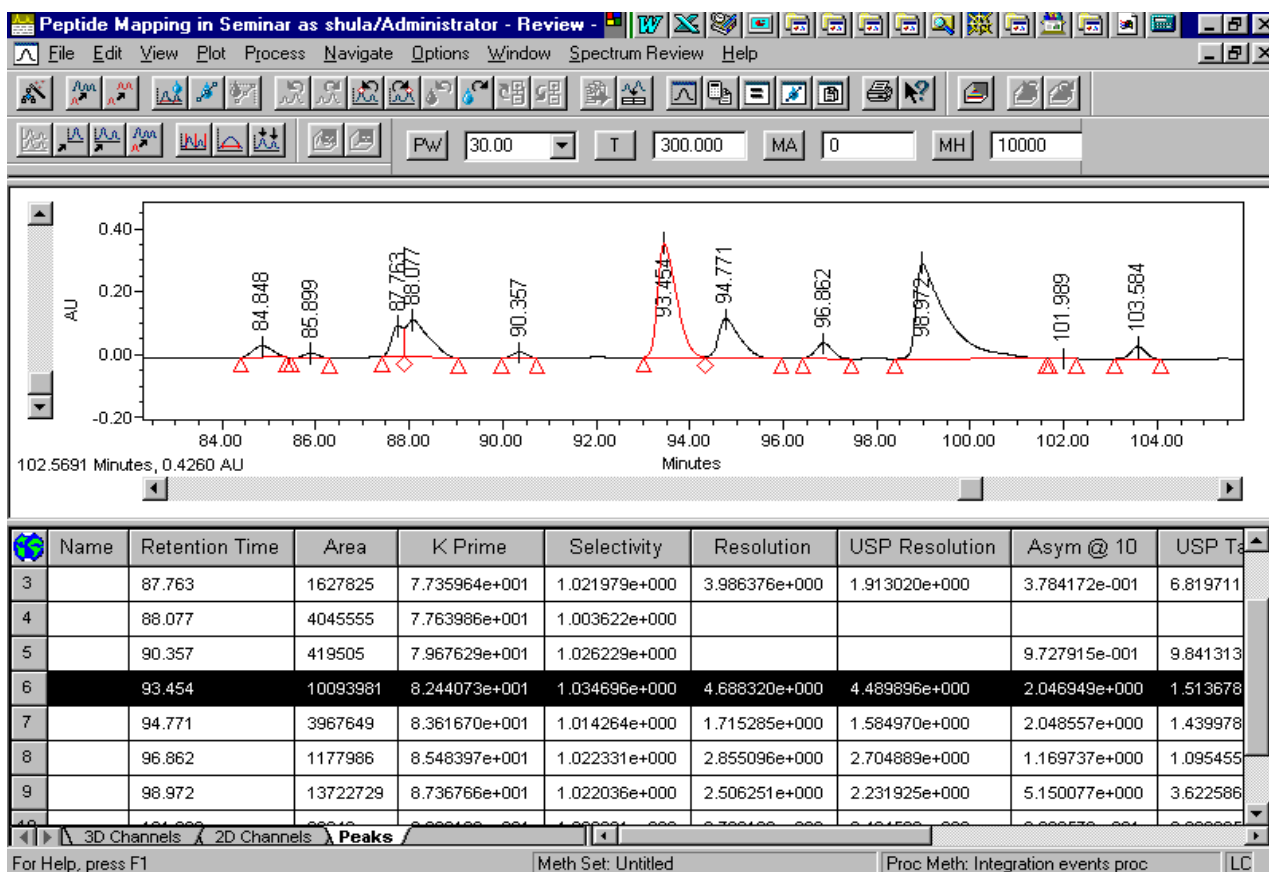 Peptide Mapping in Seminar as shula/Administrator - Review -
File Edit View Plot Process Navigate Options Window Spectrum Review Help
PW 30.00 T 300.000 MA 0 MH 10000
0.40
0.20
0.00
-0.20
AU
84.848
85.899
87.763
88.077
90.357
93.454
94.771
96.862
98.972
101.989
103.584
84.00 86.00 88.00 90.00 92.00 94.00 96.00 98.00 100.00 102.00 104.00
102.5691 Minutes, 0.4260 AU Minutes
Name Retention Time Area K Prime Selectivity Resolution USP Resolution Asym @ 10 USP Ta
3 87.763 1627825 7.735964e+001 1.021979e+000 3.986376e+000 1.913020e+000 3.784172e-001 6.819711
4 88.077 4045555 7.763986e+001 1.003622e+000
5 90.357 419505 7.967629e+001 1.026229e+000 9.727915e-001 9.841313
6 93.454 10093981 8.244073e+001 1.034696e+000 4.688320e+000 4.489896e+000 2.046949e+000 1.513678
7 94.771 3967649 8.361670e+001 1.014264e+000 1.715285e+000 1.584970e+000 2.048557e+000 1.439978
8 96.862 1177986 8.548397e+001 1.022331e+000 2.855096e+000 2.704889e+000 1.169737e+000 1.095455
9 98.972 13722729 8.736766e+001 1.022036e+000 2.506251e+000 2.231925e+000 5.150077e+000 3.622586
3D Channels 2D Channels Peaks
For Help, press F1 Meth Set: Untitled Proc Meth: Integration events proc LC